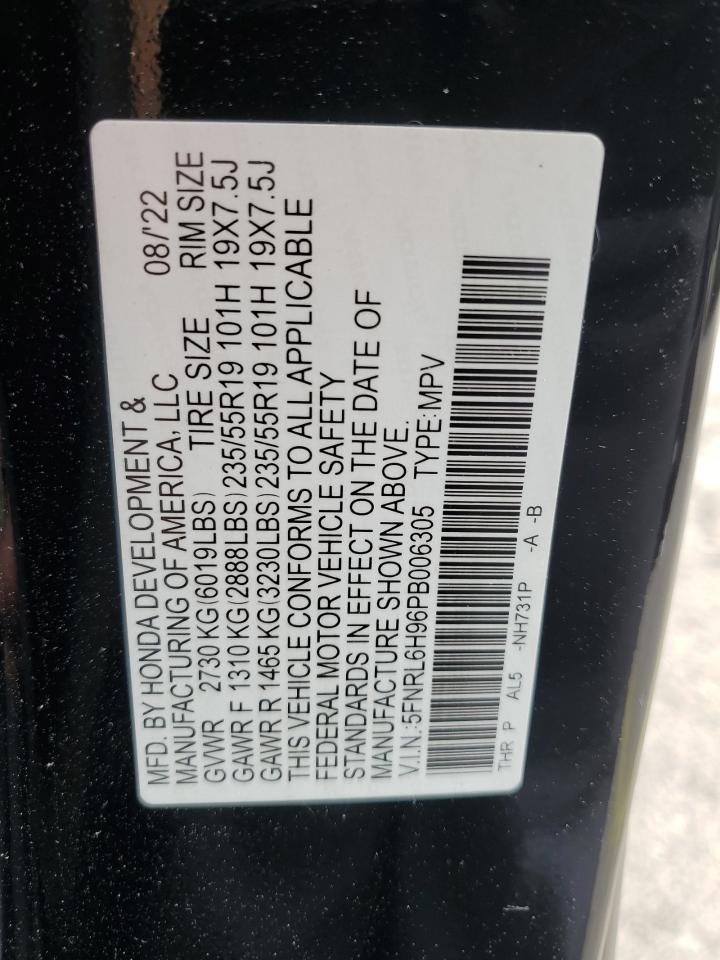 MFD. BY HONDA DEVELOPMENT & 08/'22
MANUFACTURING OF AMERICA, LLC
GVWR 2730 KG(6019LBS) TIRE SIZE RIM SIZE
GAWR F 1310 KG(2888LBS)235/55R19 101H 19X7.5J
GAWR R 1465 KG(3230LBS)235/55R19 101H 19X7.5J
THIS VEHICLE CONFORMS TO ALL APPLICABLE
FEDERAL MOTOR VEHICLE SAFETY
STANDARDS IN EFFECT ON THE DATE OF
MANUFACTURE SHOWN ABOVE.
V.I.N.:5FNRL6H96PB006305 TYPE:MPV
THR P AL5 -NH731P -A -B